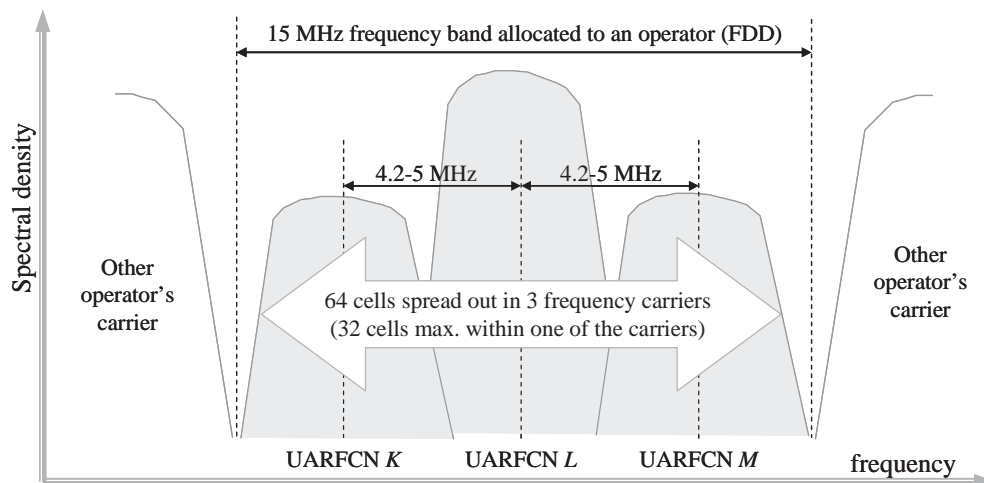 15 MHz frequency band allocated to an operator (FDD)
Spectral density
4.2-5 MHz
4.2-5 MHz
Other
operator's
carrier
64 cells spread out in 3 frequency carriers
(32 cells max. within one of the carriers)
Other
operator's
carrier
UARFCN K
UARFCN L
UARFCN M
frequency